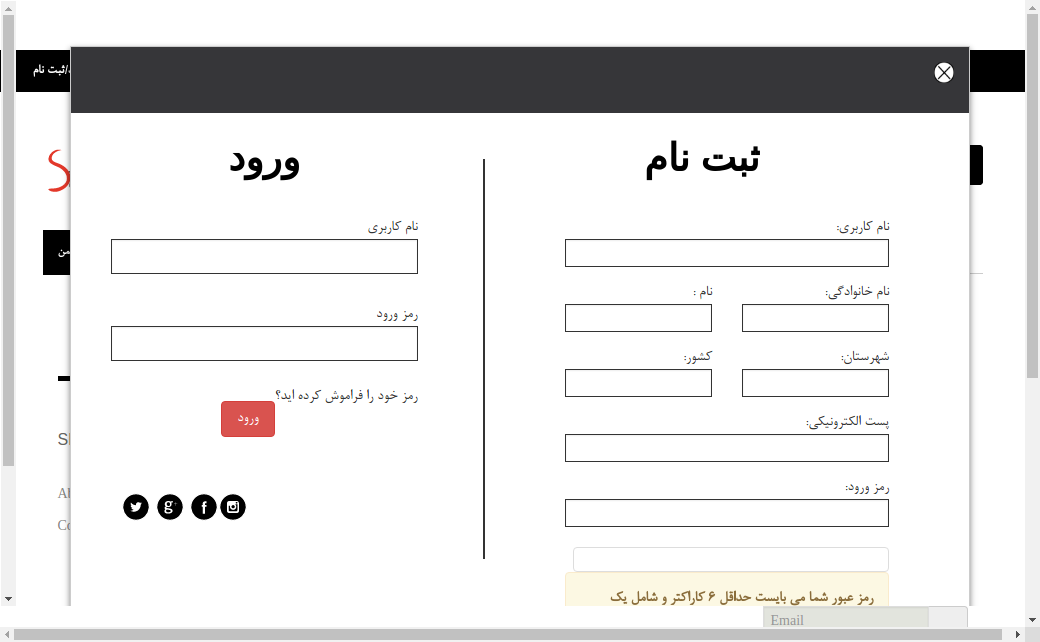 /ثبت نام
ثبت نام
نام کاربری:
نام خانوادگی:
نام :
شهرستان:
کشور:
پست الکترونیکی:
رمز ورود:
رمز عبور شما می بایست حداقل ۶ کاراکتر و شامل یک
ورود
نام کاربری
رمز ورود
رمز خود را فراموش کرده اید؟
ورود
Email